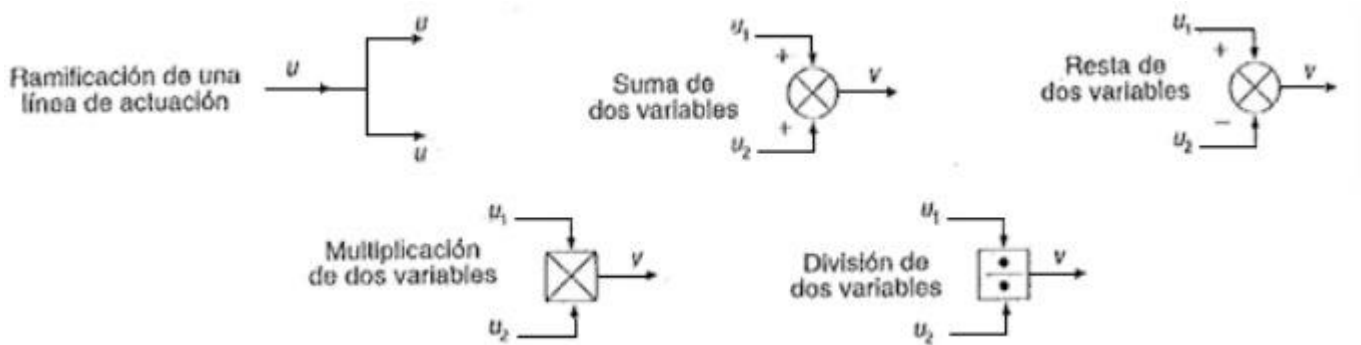 Ramificación de una
línea de actuación
u
u
u
Suma de
dos variables
u₁
+
+
u₂
v
Resta de
dos variables
u₁
+
−
u₂
v
Multiplicación
de dos variables
u₁
u₂
v
División de
dos variables
u₁
÷
u₂
v